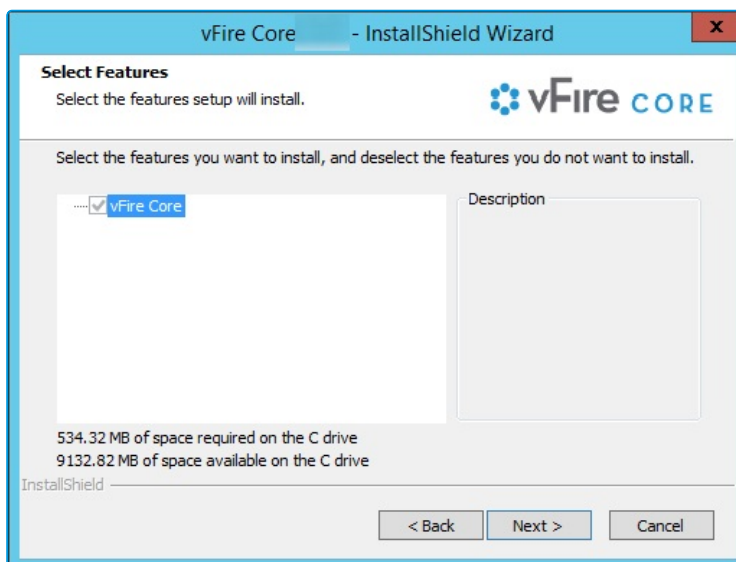 vFire Core - InstallShield Wizard
x
Select Features
Select the features setup will install.
vFire CORE
Select the features you want to install, and deselect the features you do not want to install.
vFire Core
Description
534.32 MB of space required on the C drive
9132.82 MB of space available on the C drive
InstallShield
< Back
Next >
Cancel